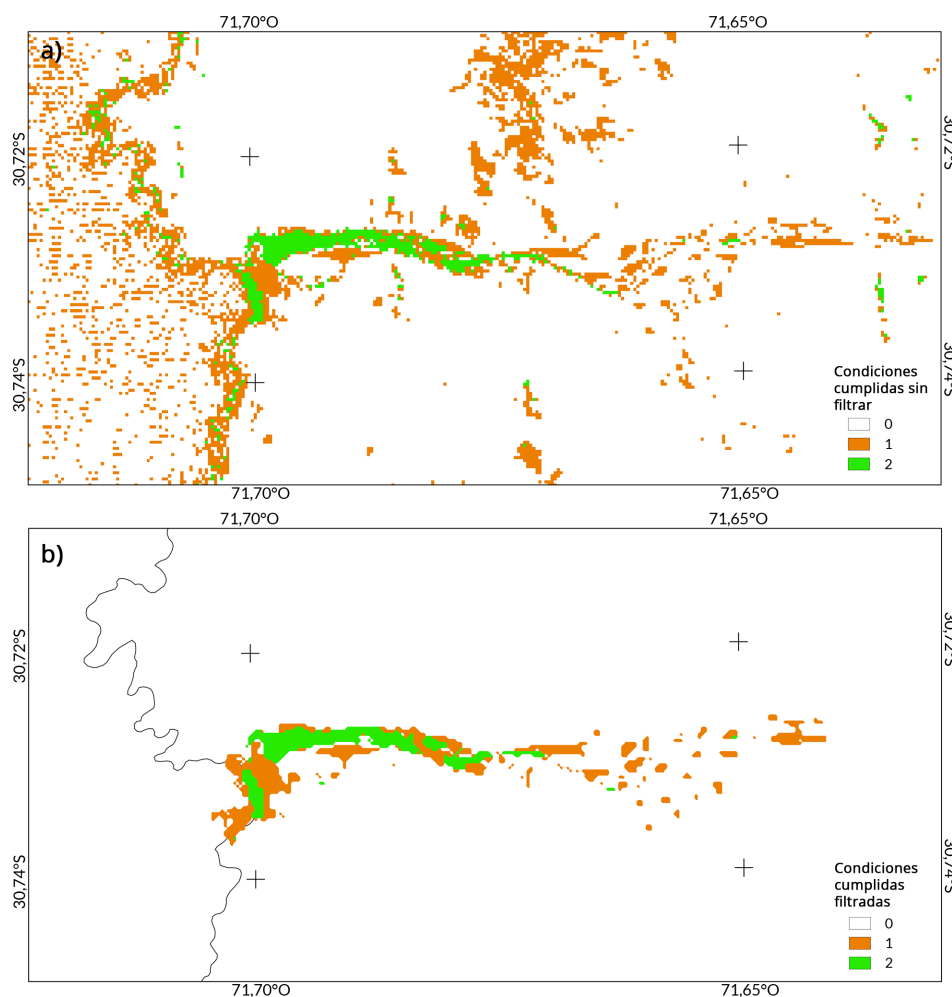 71,70°O 71,65°O
a)
30,72°S 30,72°S
30,74°S 30,74°S
Condiciones
cumplidas sin
filtrar
0
1
2
71,70°O 71,65°O
71,70°O 71,65°O
b)
30,72°S 30,72°S
30,74°S 30,74°S
Condiciones
cumplidas
filtradas
0
1
2
71,70°O 71,65°O